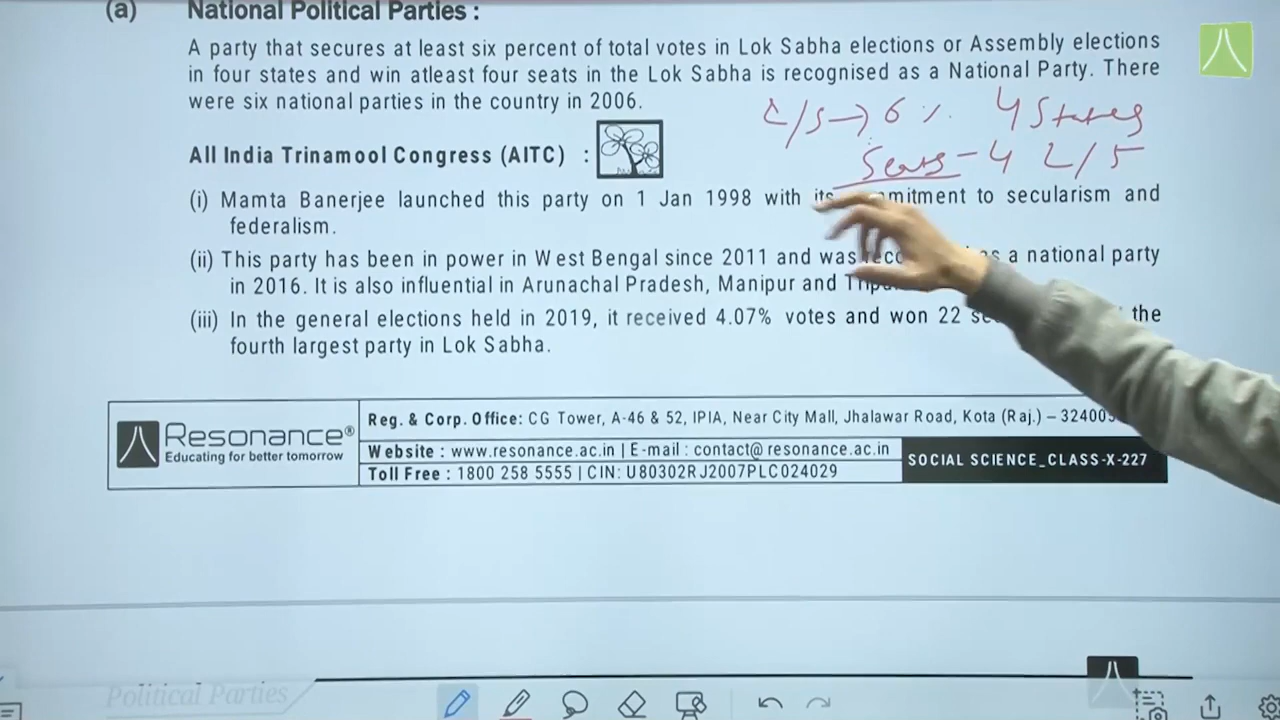 (a) National Political Parties :
A party that secures at least six percent of total votes in Lok Sabha elections or Assembly elections
in four states and win atleast four seats in the Lok Sabha is recognised as a National Party. There
were six national parties in the country in 2006.
L/S → 6 %. 4 States
Seats - 4 L/S
All India Trinamool Congress (AITC) :
(i) Mamta Banerjee launched this party on 1 Jan 1998 with its commitment to secularism and
federalism.
(ii) This party has been in power in West Bengal since 2011 and was a national party
in 2016. It is also influential in Arunachal Pradesh, Manipur and
(iii) In the general elections held in 2019, it received 4.07% votes and won 22 the
fourth largest party in Lok Sabha.
Resonance®
Educating for better tomorrow
Reg. & Corp. Office: CG Tower, A-46 & 52, IPIA, Near City Mall, Jhalawar Road, Kota (Raj.) – 32400
Website : www.resonance.ac.in | E-mail : contact@resonance.ac.in
Toll Free : 1800 258 5555 | CIN: U80302RJ2007PLC024029
SOCIAL SCIENCE_CLASS-X-227
Political Parties